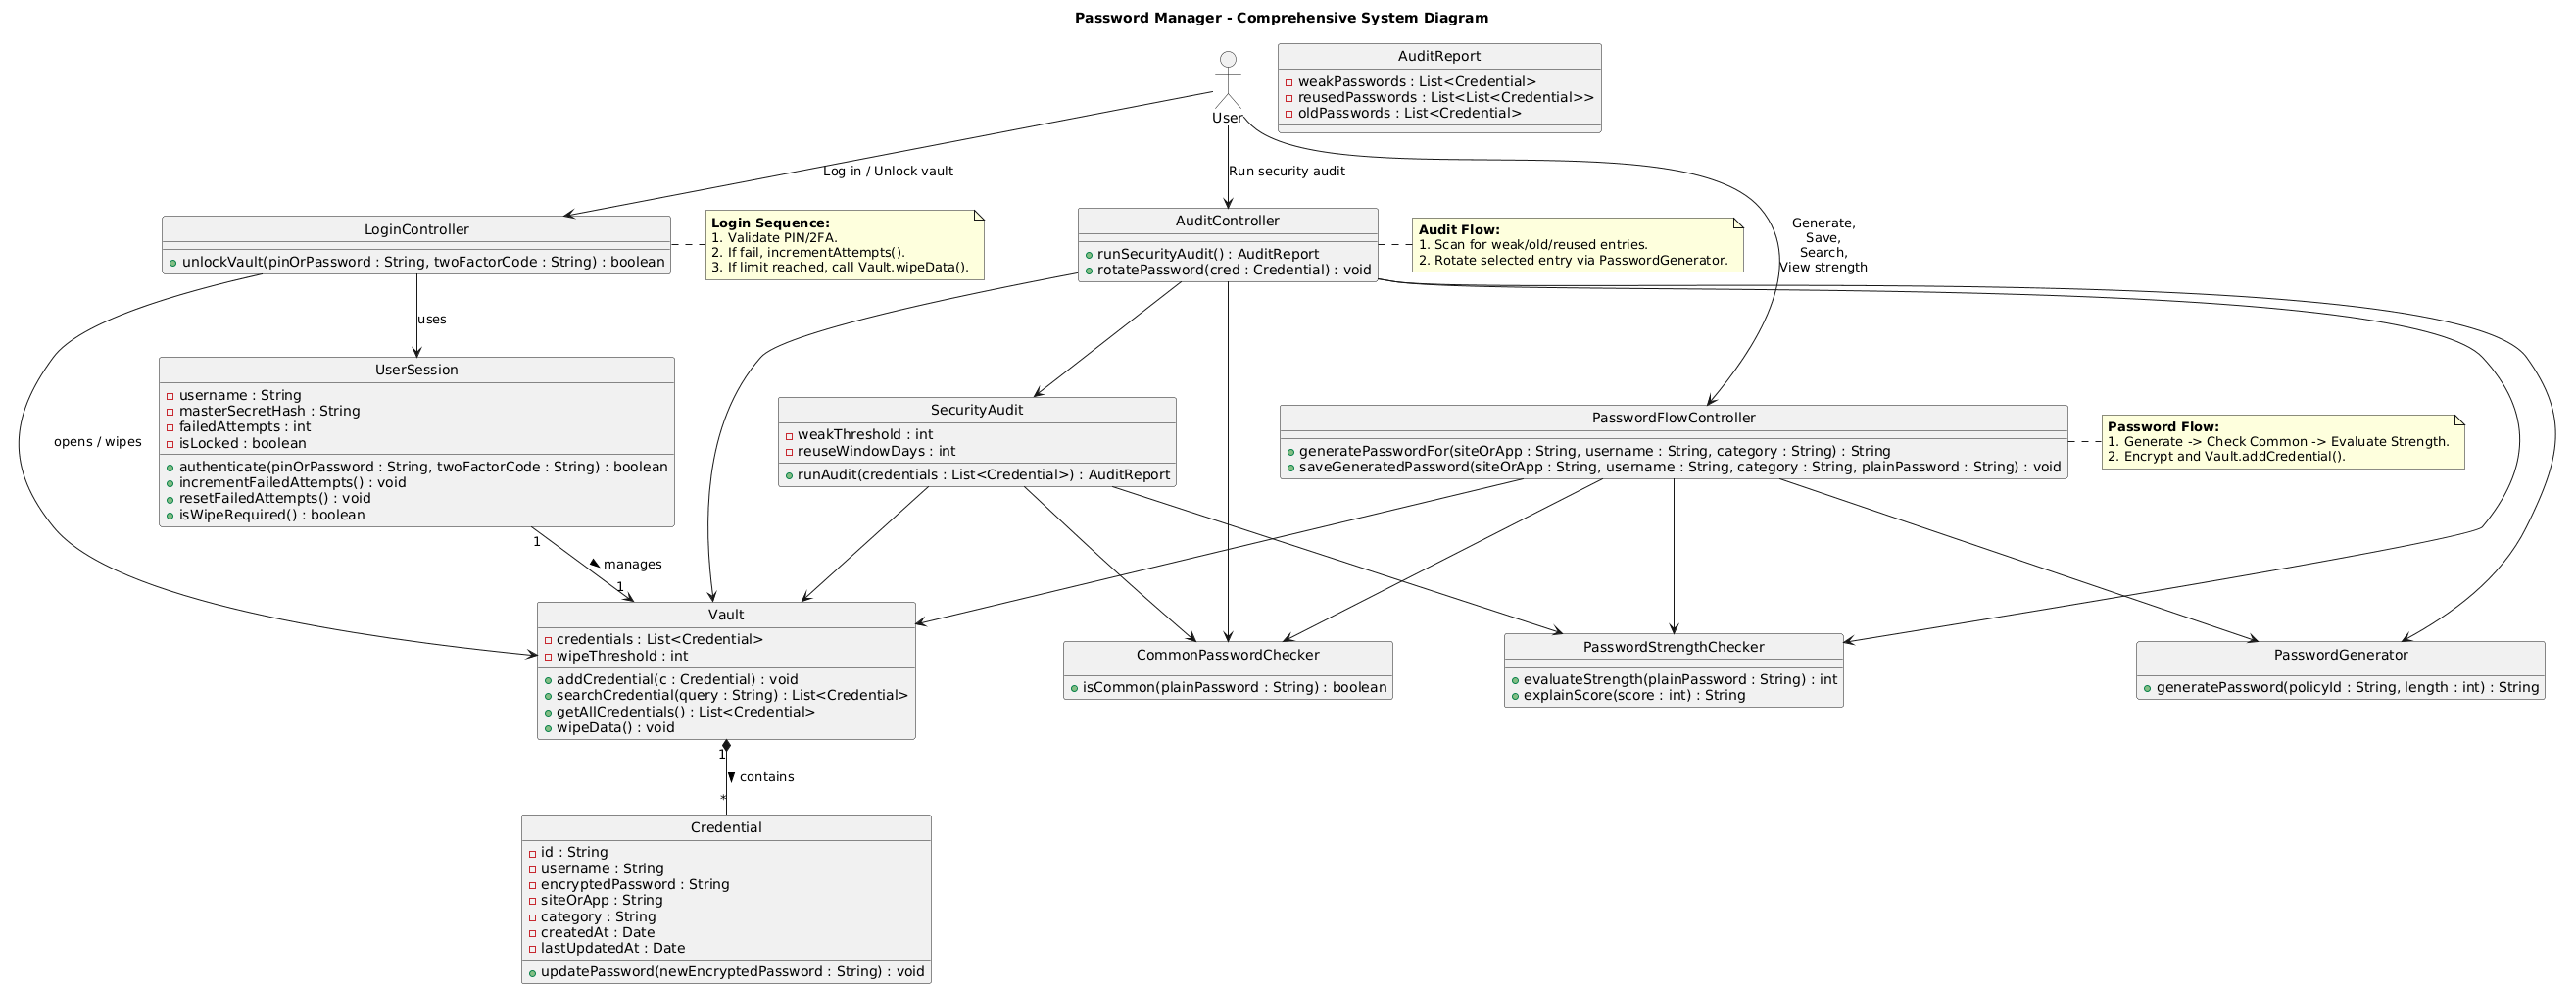 Password Manager - Comprehensive System Diagram
User
AuditReport
weakPasswords : List<Credential>
reusedPasswords : List<List<Credential>>
oldPasswords : List<Credential>
Log in / Unlock vault
Run security audit
Generate,
Save,
Search,
View strength
LoginController
unlockVault(pinOrPassword : String, twoFactorCode : String) : boolean
Login Sequence:
1. Validate PIN/2FA.
2. If fail, incrementAttempts().
3. If limit reached, call Vault.wipeData().
AuditController
runSecurityAudit() : AuditReport
rotatePassword(cred : Credential) : void
Audit Flow:
1. Scan for weak/old/reused entries.
2. Rotate selected entry via PasswordGenerator.
uses
opens / wipes
UserSession
username : String
masterSecretHash : String
failedAttempts : int
isLocked : boolean
authenticate(pinOrPassword : String, twoFactorCode : String) : boolean
incrementFailedAttempts() : void
resetFailedAttempts() : void
isWipeRequired() : boolean
SecurityAudit
weakThreshold : int
reuseWindowDays : int
runAudit(credentials : List<Credential>) : AuditReport
PasswordFlowController
generatePasswordFor(siteOrApp : String, username : String, category : String) : String
saveGeneratedPassword(siteOrApp : String, username : String, category : String, plainPassword : String) : void
Password Flow:
1. Generate -> Check Common -> Evaluate Strength.
2. Encrypt and Vault.addCredential().
1
manages
1
Vault
credentials : List<Credential>
wipeThreshold : int
addCredential(c : Credential) : void
searchCredential(query : String) : List<Credential>
getAllCredentials() : List<Credential>
wipeData() : void
CommonPasswordChecker
isCommon(plainPassword : String) : boolean
PasswordStrengthChecker
evaluateStrength(plainPassword : String) : int
explainScore(score : int) : String
PasswordGenerator
generatePassword(policyId : String, length : int) : String
1
contains
*
Credential
id : String
username : String
encryptedPassword : String
siteOrApp : String
category : String
createdAt : Date
lastUpdatedAt : Date
updatePassword(newEncryptedPassword : String) : void